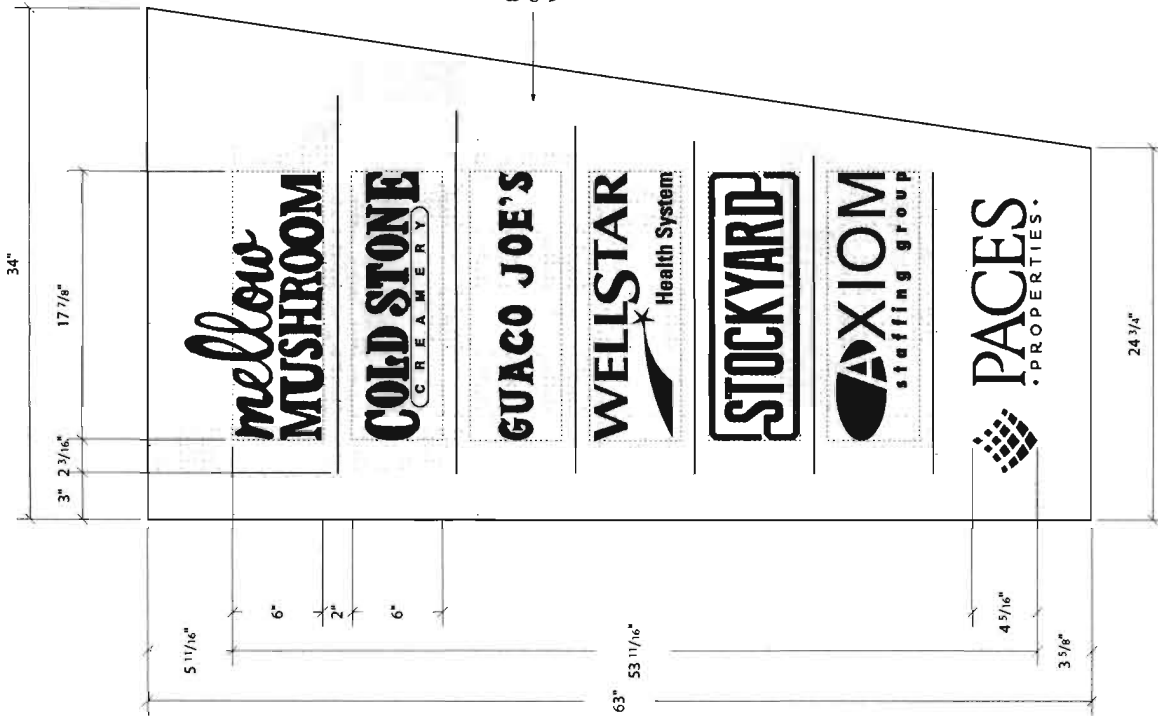 34"
17 7/8"
2 3/16"
3"
mellow
MUSHROOM
COLD STONE
CREAMERY
GUACO JOE'S
WELLSTAR
Health System
STOCKYARD
AXIOM
staffing group
PACES
•PROPERTIES•
24 3/4"
5 11/16"
6"
2"
6"
53 11/16"
4 5/16"
3 5/8"
63"